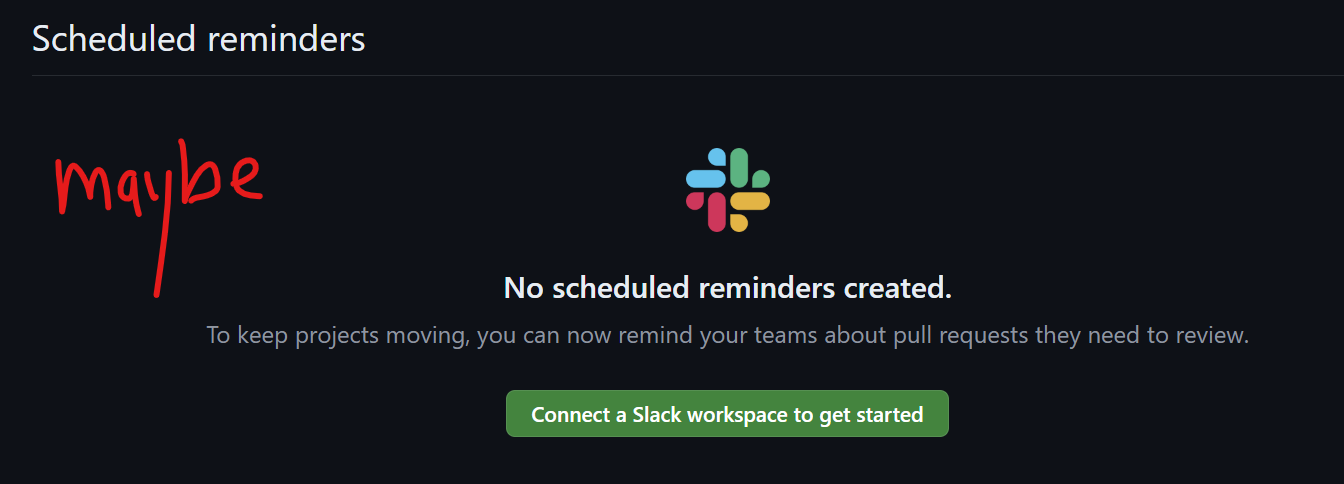 Scheduled reminders
maybe
No scheduled reminders created.
To keep projects moving, you can now remind your teams about pull requests they need to review.
Connect a Slack workspace to get started